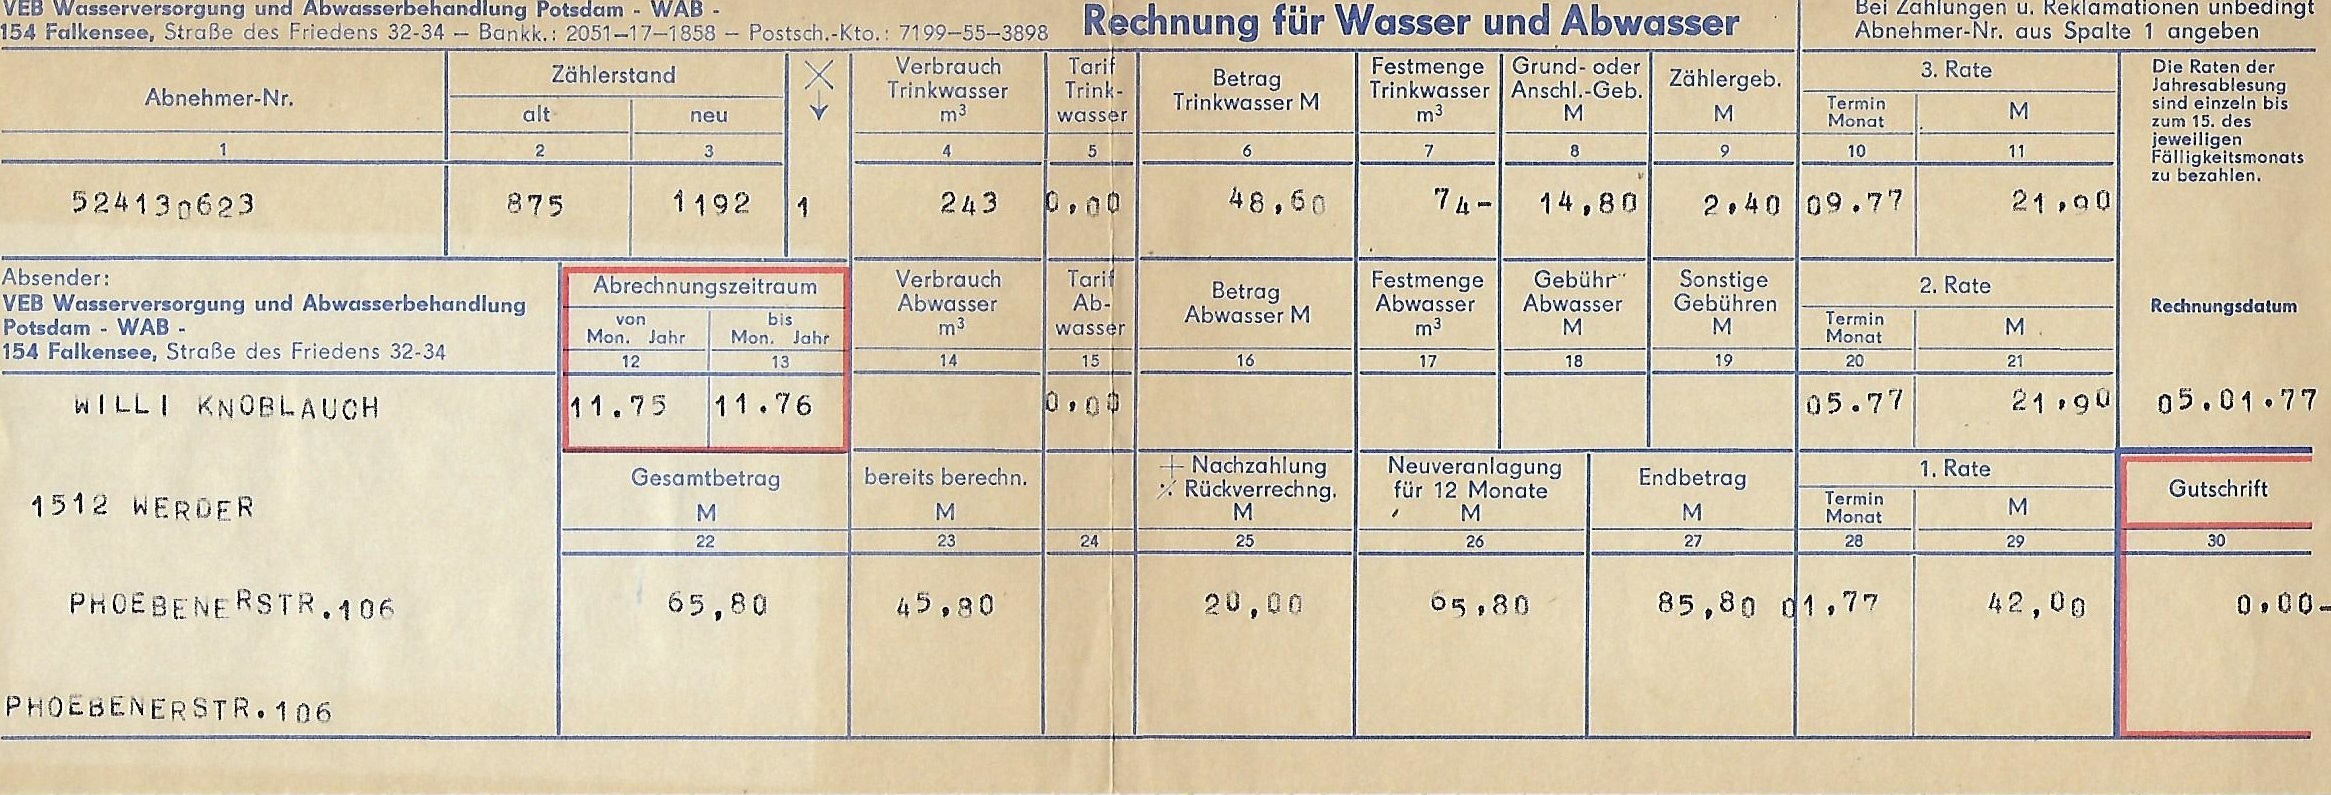 VEB Wasserversorgung und Abwasserbehandlung Potsdam - WAB -
154 Falkensee, Straße des Friedens 32-34 – Bankk.: 2051–17–1858 – Postsch.-Kto.: 7199–55–3898
Rechnung für Wasser und Abwasser
Bei Zahlungen u. Reklamationen unbedingt
Abnehmer-Nr. aus Spalte 1 angeben
Abnehmer-Nr.
Zählerstand
alt neu
Verbrauch
Trinkwasser
m³
Tarif
Trink-
wasser
Betrag
Trinkwasser M
Festmenge
Trinkwasser
m³
Grund- oder
Anschl.-Geb.
M
Zählergeb.
M
3. Rate
Termin
Monat
M
Die Raten der
Jahresablesung
sind einzeln bis
zum 15. des
jeweiligen
Fälligkeitsmonats
zu bezahlen.
1 2 3 4 5 6 7 8 9 10 11
524130623 875 1192 1 243 0,00 48,60 74- 14,80 2,40 09.77 21,90
Absender:
VEB Wasserversorgung und Abwasserbehandlung
Potsdam - WAB -
154 Falkensee, Straße des Friedens 32-34
Abrechnungszeitraum
von
Mon. Jahr
bis
Mon. Jahr
Verbrauch
Abwasser
m³
Tarif
Ab-
wasser
Betrag
Abwasser M
Festmenge
Abwasser
m³
Gebühr
Abwasser
M
Sonstige
Gebühren
M
2. Rate
Termin
Monat
M
Rechnungsdatum
12 13 14 15 16 17 18 19 20 21
WILLI KNOBLAUCH 11.75 11.76 0,00 05.77 21,90 05.01.77
Gesamtbetrag
M
bereits berechn.
M
+ Nachzahlung
⁒ Rückverrechng.
M
Neuveranlagung
für 12 Monate
M
Endbetrag
M
1. Rate
Termin
Monat
M
Gutschrift
22 23 24 25 26 27 28 29 30
1512 WERDER
PHOEBENERSTR.106 65,80 45,80 20,00 65,80 85,80 01,77 42,00 0,00-
PHOEBENERSTR.106